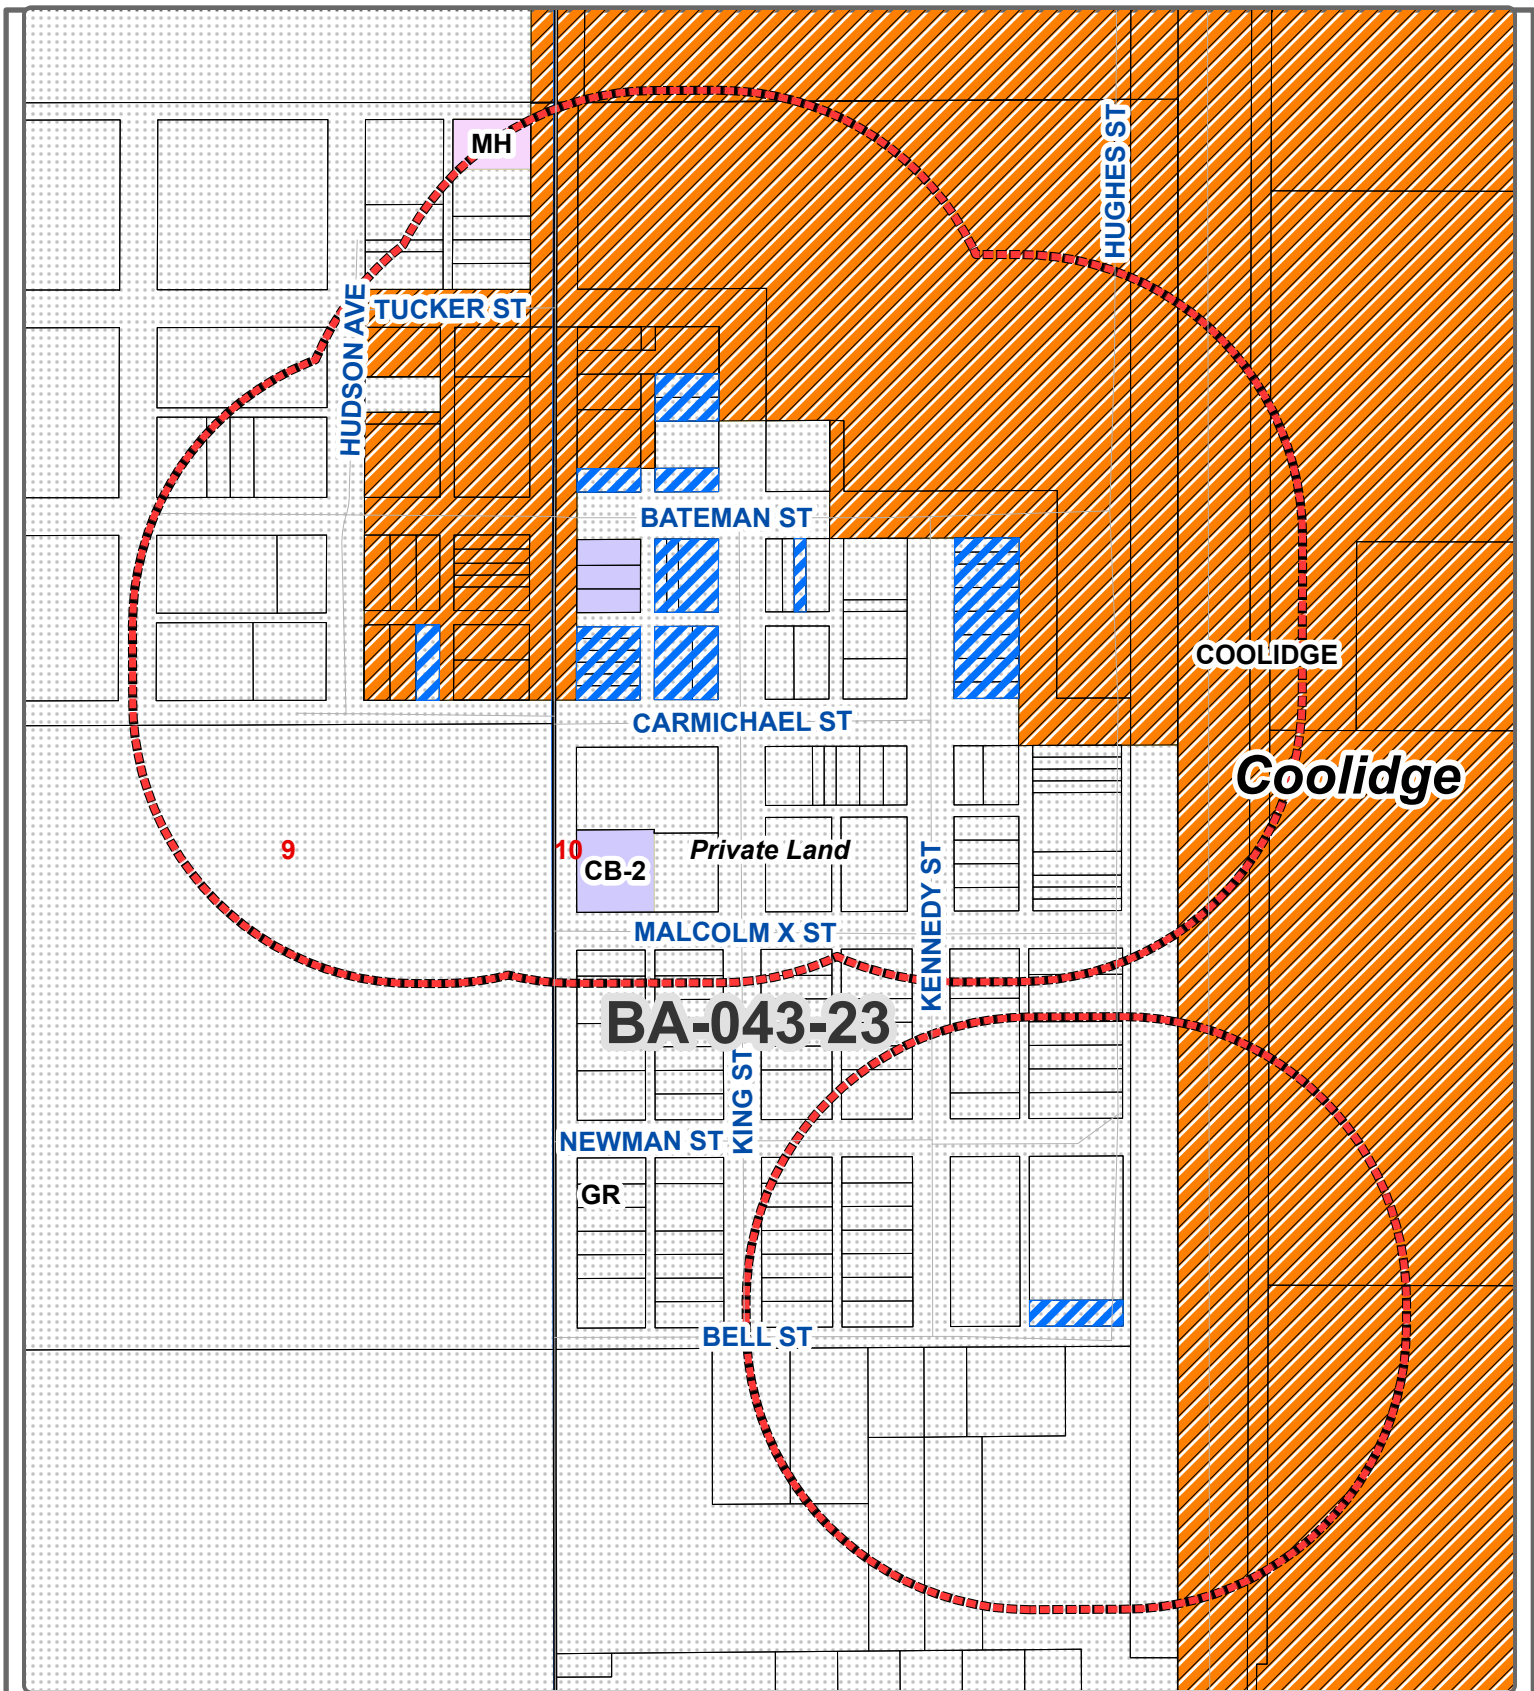 MH
HUGHES ST
TUCKER ST
HUDSON AVE
BATEMAN ST
COOLIDGE
CARMICHAEL ST
Coolidge
9
10
Private Land
CB-2
KENNEDY ST
MALCOLM X ST
BA-043-23
KING ST
NEWMAN ST
GR
BELL ST